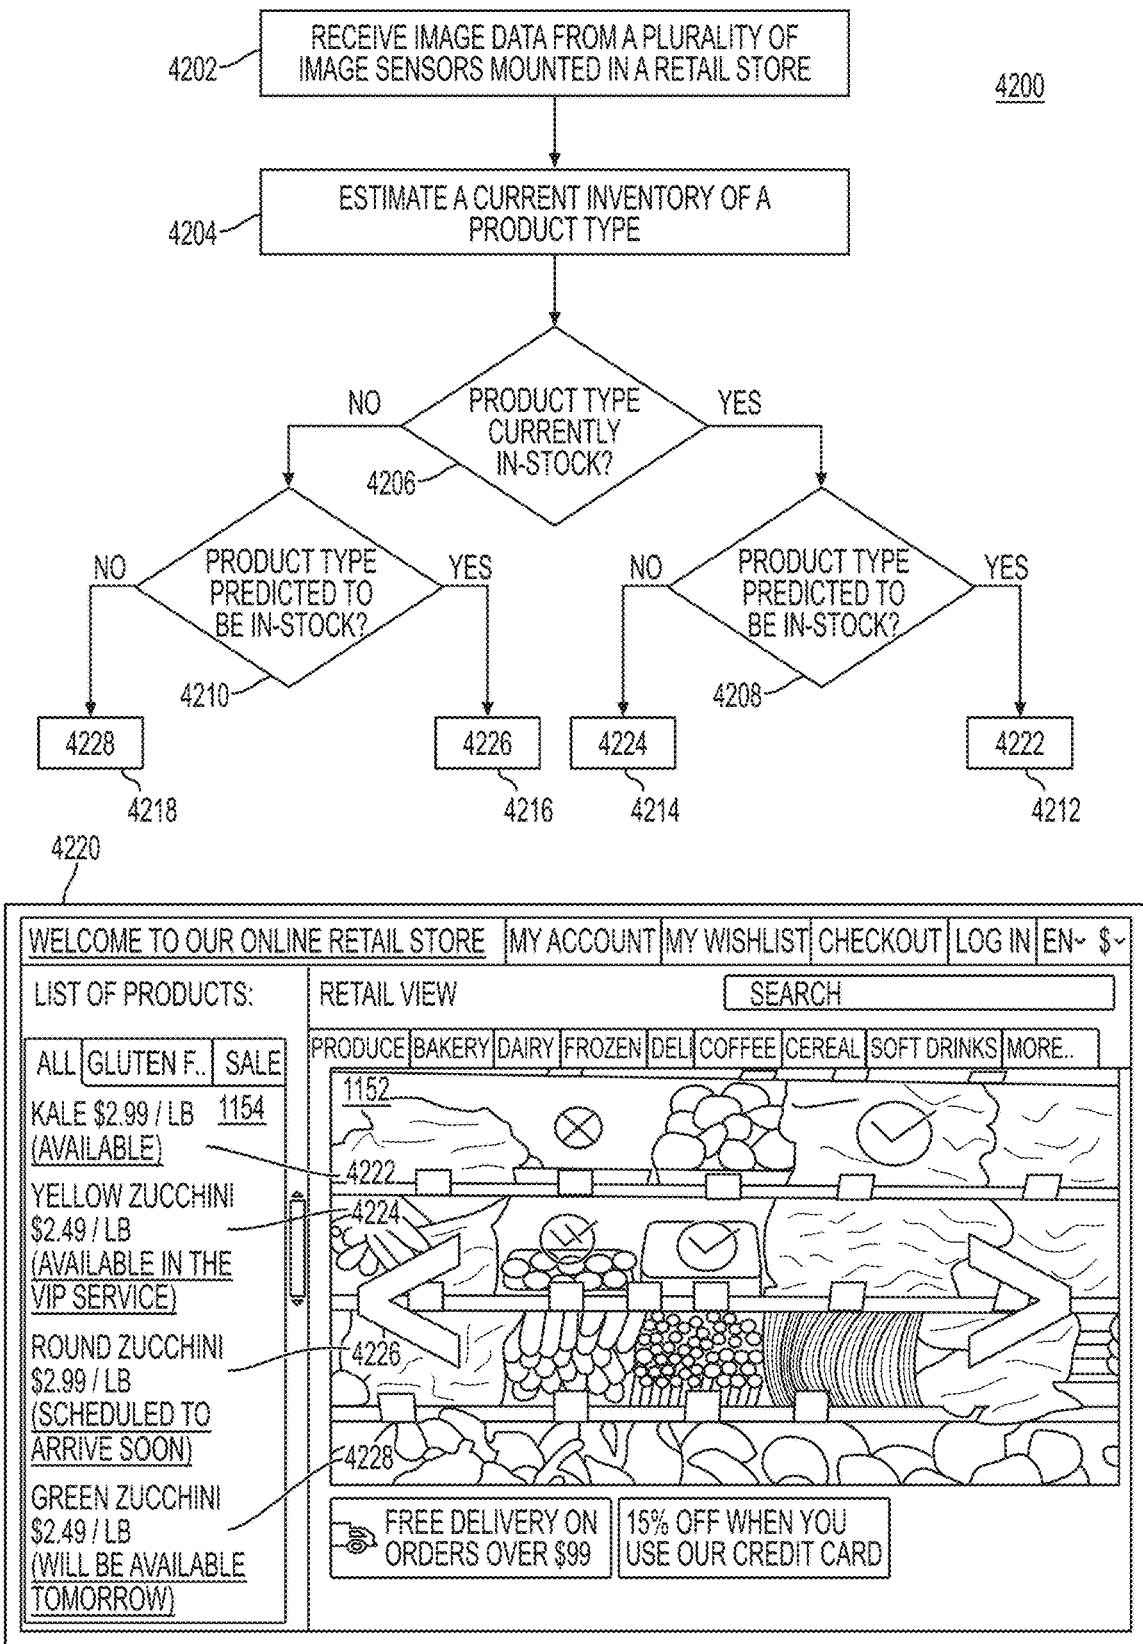 RECEIVE IMAGE DATA FROM A PLURALITY OF
IMAGE SENSORS MOUNTED IN A RETAIL STORE
4202
4200
ESTIMATE A CURRENT INVENTORY OF A
PRODUCT TYPE
4204
NO
YES
PRODUCT TYPE
CURRENTLY
IN-STOCK?
4206
NO
PRODUCT TYPE
PREDICTED TO
BE IN-STOCK?
YES
4210
NO
PRODUCT TYPE
PREDICTED TO
BE IN-STOCK?
YES
4208
4228
4226
4224
4222
4218
4216
4214
4212
4220
WELCOME TO OUR ONLINE RETAIL STORE
MY ACCOUNT
MY WISHLIST
CHECKOUT
LOG IN
EN
$
LIST OF PRODUCTS:
RETAIL VIEW
SEARCH
ALL
GLUTEN F..
SALE
PRODUCE
BAKERY
DAIRY
FROZEN
DELI
COFFEE
CEREAL
SOFT DRINKS
MORE..
KALE $2.99 / LB
(AVAILABLE)
1154
1152
4222
YELLOW ZUCCHINI
$2.49 / LB
(AVAILABLE IN THE
VIP SERVICE)
4224
ROUND ZUCCHINI
$2.99 / LB
(SCHEDULED TO
ARRIVE SOON)
4226
GREEN ZUCCHINI
$2.49 / LB
(WILL BE AVAILABLE
TOMORROW)
4228
FREE DELIVERY ON
ORDERS OVER $99
15% OFF WHEN YOU
USE OUR CREDIT CARD